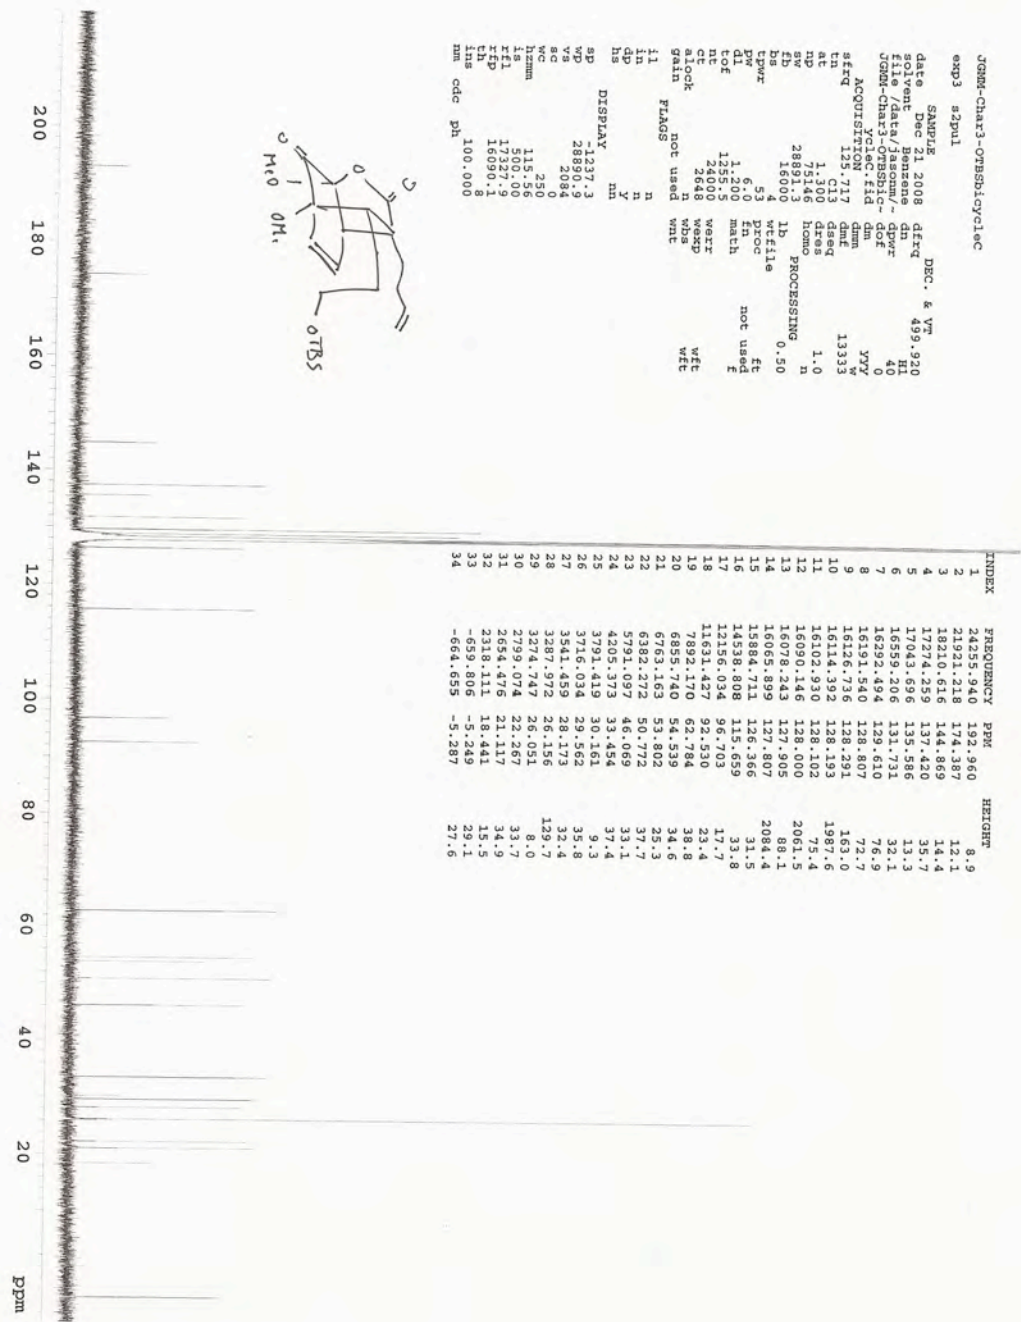 JGMM-Char3-OTBSbicycleC
exp3 s2pul
SAMPLE DEC. & VT
date Dec 21 2008 dfrq 499.920
solvent Benzene dn H1
file /data/jasonm/~ dpwr 40
JGMM-Char3-OTBSbic~ dof 0
ycleC.fid dm yyy
ACQUISITION dmm w
sfrq 125.717 dmf 13333
tn C13 dseq
at 1.300 dres 1.0
np 75146 homo n
sw 28891.3 PROCESSING
fb 16000 lb 0.50
bs 4 wtfile
tpwr 53 proc ft
pw 6.0 fn not used
d1 1.200 math f
tof 1255.5
nt 24000 werr
ct 2648 wexp wft
alock n wbs
gain not used wnt wft
FLAGS
il n
in n
dp y
hs nn
DISPLAY
sp -1237.3
wp 28890.9
vs 2084
sc 0
wc 250
hzmm 115.56
is 500.00
rfl 17327.9
rfp 16090.1
th 8
ins 100.000
nm cdc ph
INDEX FREQUENCY PPM HEIGHT
1 24255.940 192.960 8.9
2 21921.218 174.387 12.1
3 18210.616 144.869 14.4
4 17274.259 137.420 35.7
5 17043.696 135.586 13.3
6 16559.206 131.731 32.1
7 16292.494 129.610 76.9
8 16191.540 128.807 72.7
9 16126.736 128.291 163.0
10 16114.392 128.193 1987.6
11 16102.930 128.102 75.4
12 16090.146 128.000 2061.5
13 16078.243 127.905 88.1
14 16065.899 127.807 2084.4
15 15884.711 126.366 31.5
16 14538.808 115.659 33.8
17 12156.034 96.703 17.7
18 11631.427 92.530 23.4
19 7892.170 62.784 38.8
20 6855.740 54.539 34.6
21 6763.163 53.802 25.3
22 6382.272 50.772 37.7
23 5791.097 46.069 33.1
24 4205.373 33.454 37.4
25 3791.419 30.161 9.3
26 3716.034 29.562 35.8
27 3541.459 28.173 32.4
28 3287.972 26.156 129.7
29 3274.747 26.051 8.0
30 2799.074 22.267 33.7
31 2654.476 21.117 34.9
32 2318.111 18.441 15.5
33 -659.806 -5.249 29.1
34 -664.655 -5.287 27.6
O
O
O
MeO
OMe
OTBS
200 180 160 140 120 100 80 60 40 20 ppm